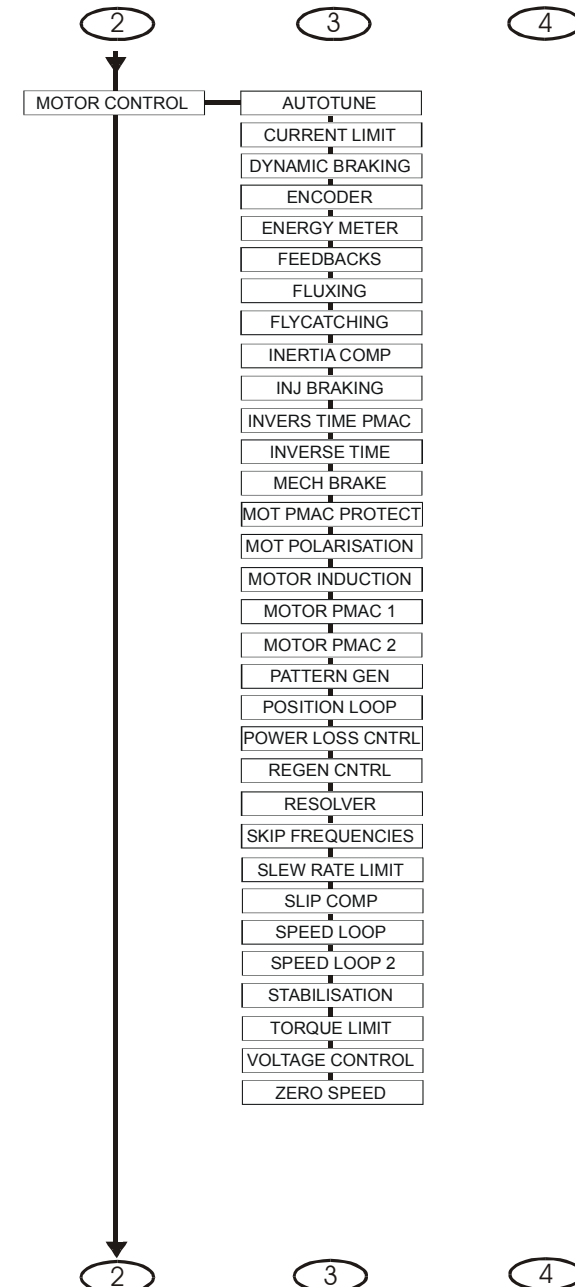 2 3 4
MOTOR CONTROL AUTOTUNE
CURRENT LIMIT
DYNAMIC BRAKING
ENCODER
ENERGY METER
FEEDBACKS
FLUXING
FLYCATCHING
INERTIA COMP
INJ BRAKING
INVERS TIME PMAC
INVERSE TIME
MECH BRAKE
MOT PMAC PROTECT
MOT POLARISATION
MOTOR INDUCTION
MOTOR PMAC 1
MOTOR PMAC 2
PATTERN GEN
POSITION LOOP
POWER LOSS CNTRL
REGEN CNTRL
RESOLVER
SKIP FREQUENCIES
SLEW RATE LIMIT
SLIP COMP
SPEED LOOP
SPEED LOOP 2
STABILISATION
TORQUE LIMIT
VOLTAGE CONTROL
ZERO SPEED
2 3 4